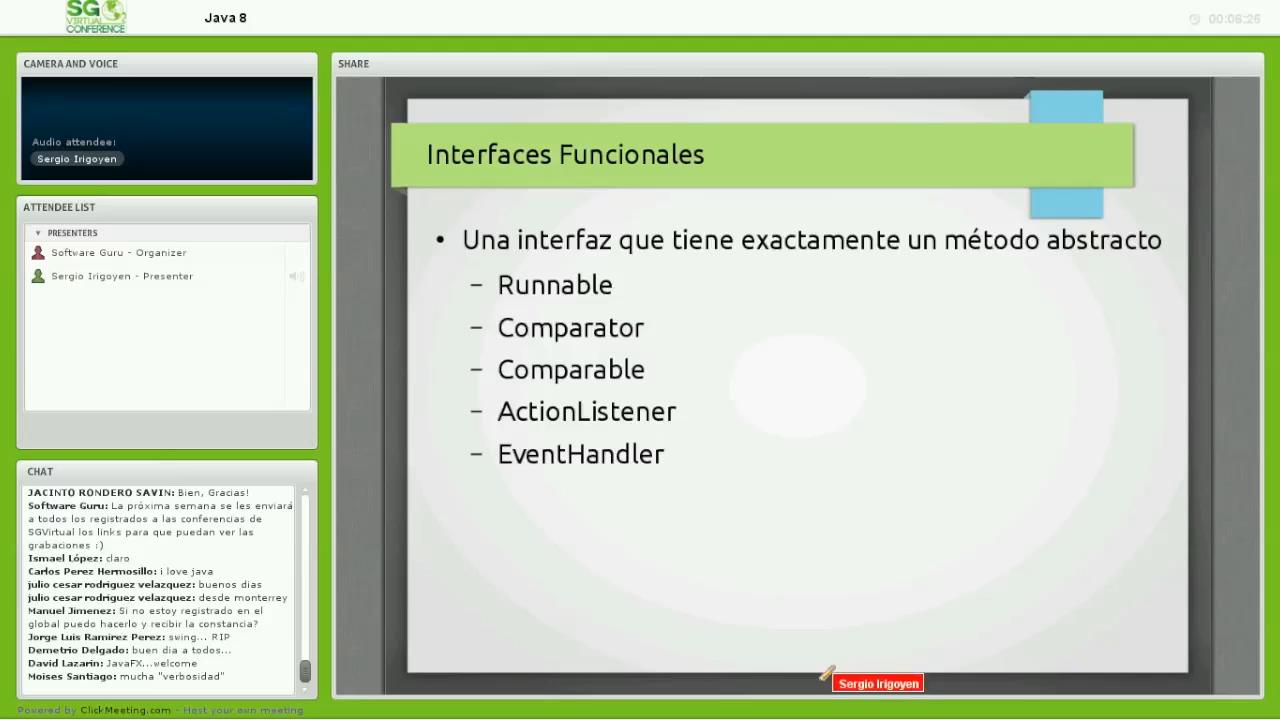 SG
VIRTUAL
CONFERENCE
Java 8
00:06:25
CAMERA AND VOICE
Audio attendee:
Sergio Irigoyen
ATTENDEE LIST
PRESENTERS
Software Guru - Organizer
Sergio Irigoyen - Presenter
CHAT
JACINTO RONDERO SAVIN: Bien, Gracias!
Software Guru: La próxima semana se les enviará
a todos los registrados a las conferencias de
SGVirtual los links para que puedan ver las
grabaciones :)
Ismael López: claro
Carlos Perez Hermosillo: i love java
julio cesar rodriguez velazquez: buenos dias
julio cesar rodriguez velazquez: desde monterrey
Manuel Jimenez: Si no estoy registrado en el
global puedo hacerlo y recibir la constancia?
Jorge Luis Ramirez Perez: swing... RIP
Demetrio Delgado: buen dia a todos...
David Lazarin: JavaFX...welcome
Moises Santiago: mucha "verbosidad"
Powered by ClickMeeting.com - Host your own meeting
SHARE
Interfaces Funcionales
• Una interfaz que tiene exactamente un método abstracto
– Runnable
– Comparator
– Comparable
– ActionListener
– EventHandler
Sergio Irigoyen